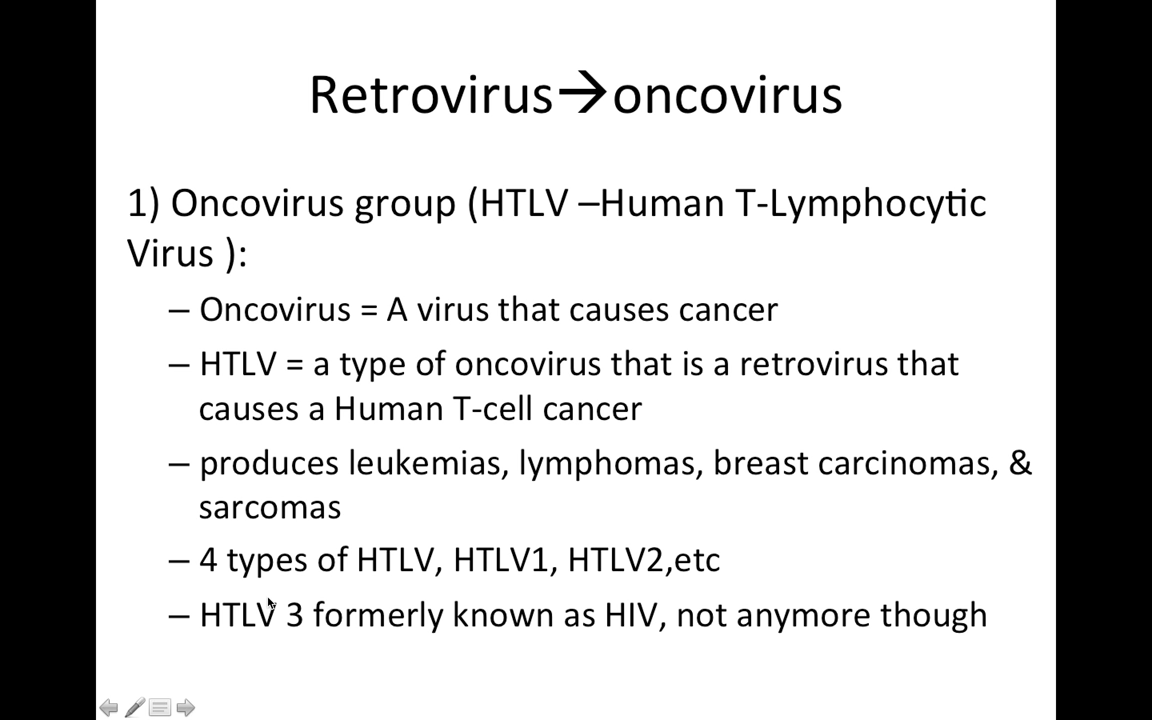 Retrovirus→oncovirus
1) Oncovirus group (HTLV –Human T-Lymphocytic
Virus ):
– Oncovirus = A virus that causes cancer
– HTLV = a type of oncovirus that is a retrovirus that
causes a Human T-cell cancer
– produces leukemias, lymphomas, breast carcinomas, &
sarcomas
– 4 types of HTLV, HTLV1, HTLV2,etc
– HTLV 3 formerly known as HIV, not anymore though